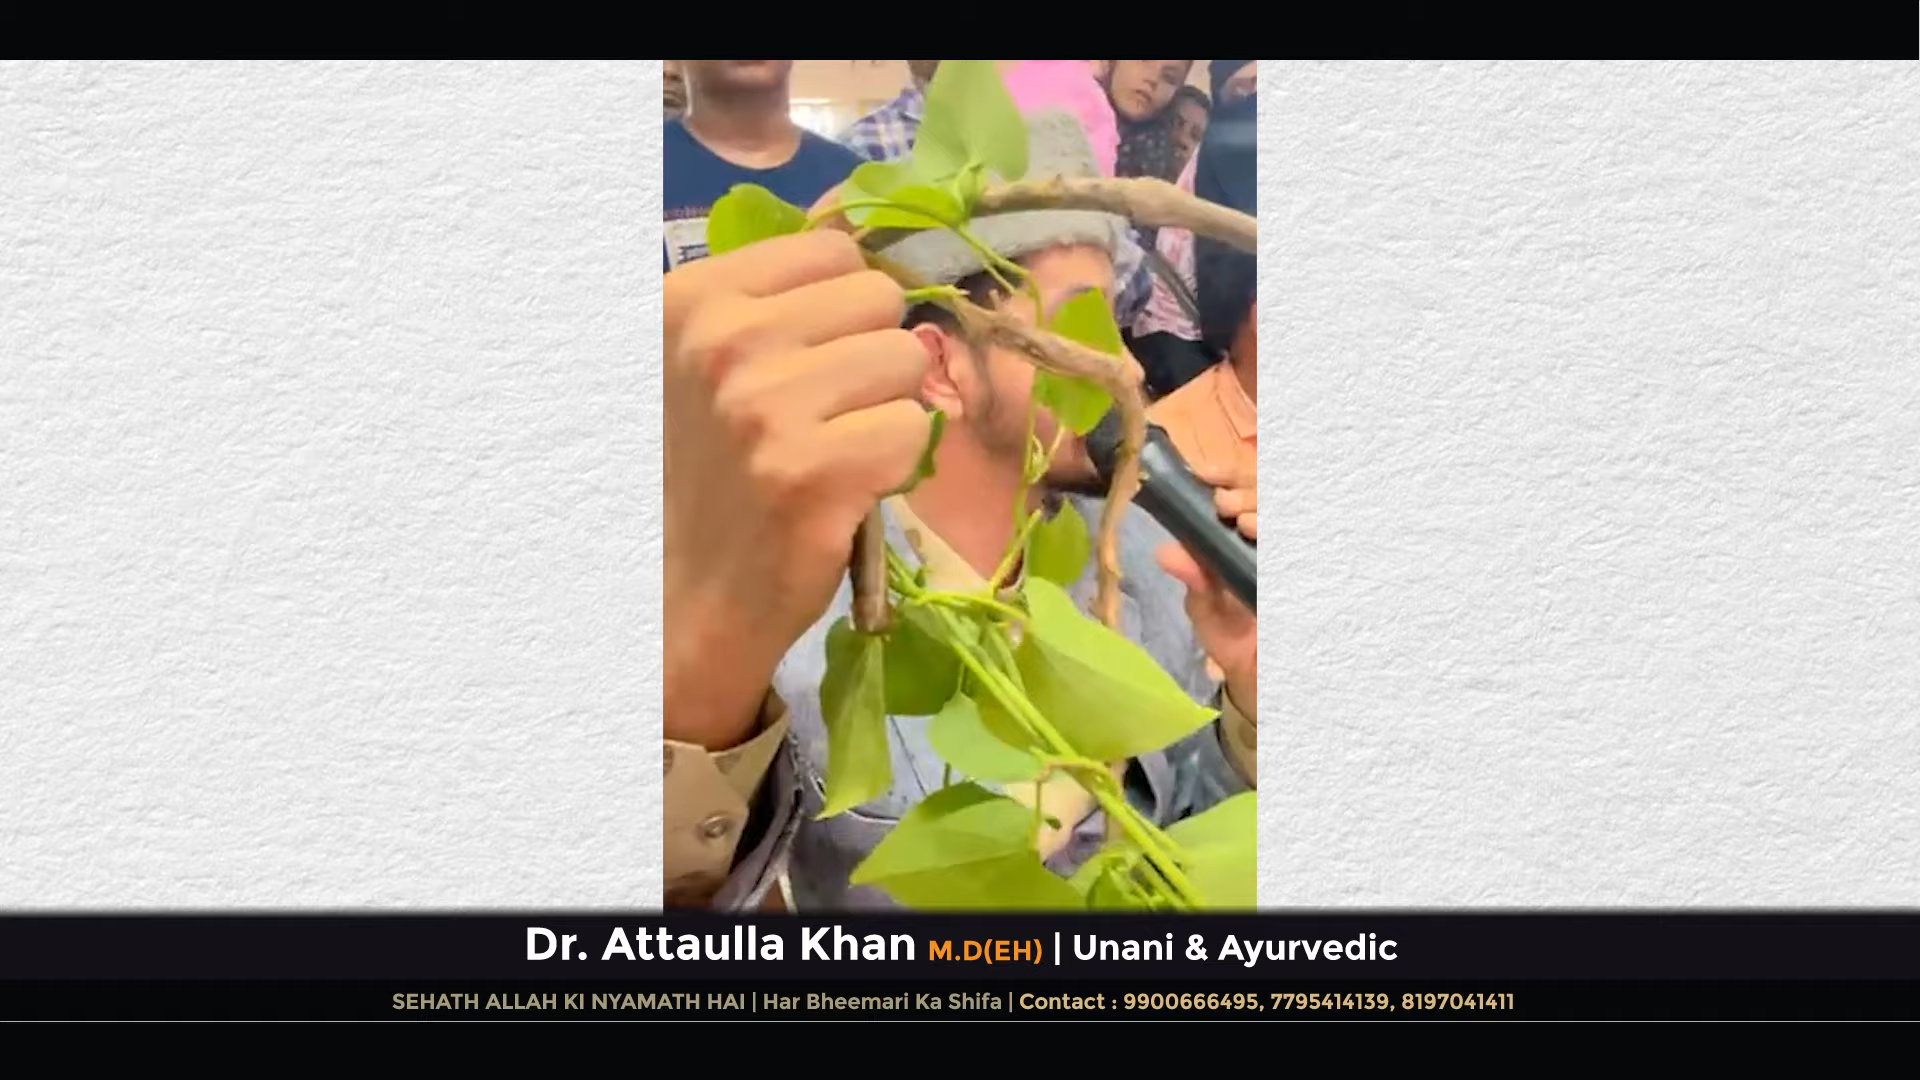 Dr. Attaulla Khan M.D(EH) | Unani & Ayurvedic
SEHATH ALLAH KI NYAMATH HAI | Har Bheemari Ka Shifa | Contact : 9900666495, 7795414139, 8197041411